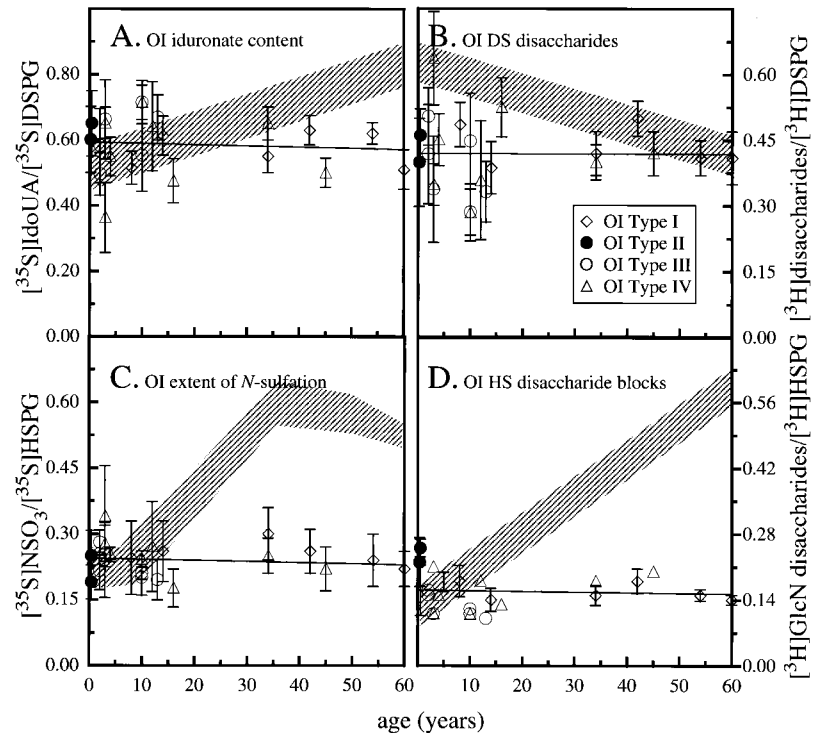 A. OI iduronate content
B. OI DS disaccharides
[³⁵S]IdoUA/[³⁵S]DSPG
0.80
0.60
0.40
0.20
0.00
0.60
0.45
0.30
0.15
0.00
[³H]disaccharides/[³H]DSPG
OI Type I
OI Type II
OI Type III
OI Type IV
C. OI extent of N-sulfation
D. OI HS disaccharide blocks
[³⁵S]NSO₃/[³⁵S]HSPG
0.60
0.45
0.30
0.15
0.00
0.56
0.42
0.28
0.14
0.00
[³H]GlcN disaccharides/[³H]HSPG
0 10 20 30 40 50 60
10 20 30 40 50 60
age (years)